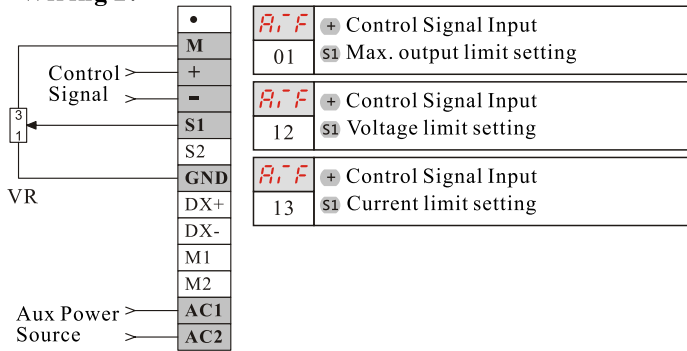 •
M
+
-
S1
S2
GND
DX+
DX-
M1
M2
AC1
AC2
Control
Signal
3
1
VR
Aux Power
Source
01
+ Control Signal Input
S1 Max. output limit setting
12
+ Control Signal Input
S1 Voltage limit setting
13
+ Control Signal Input
S1 Current limit setting